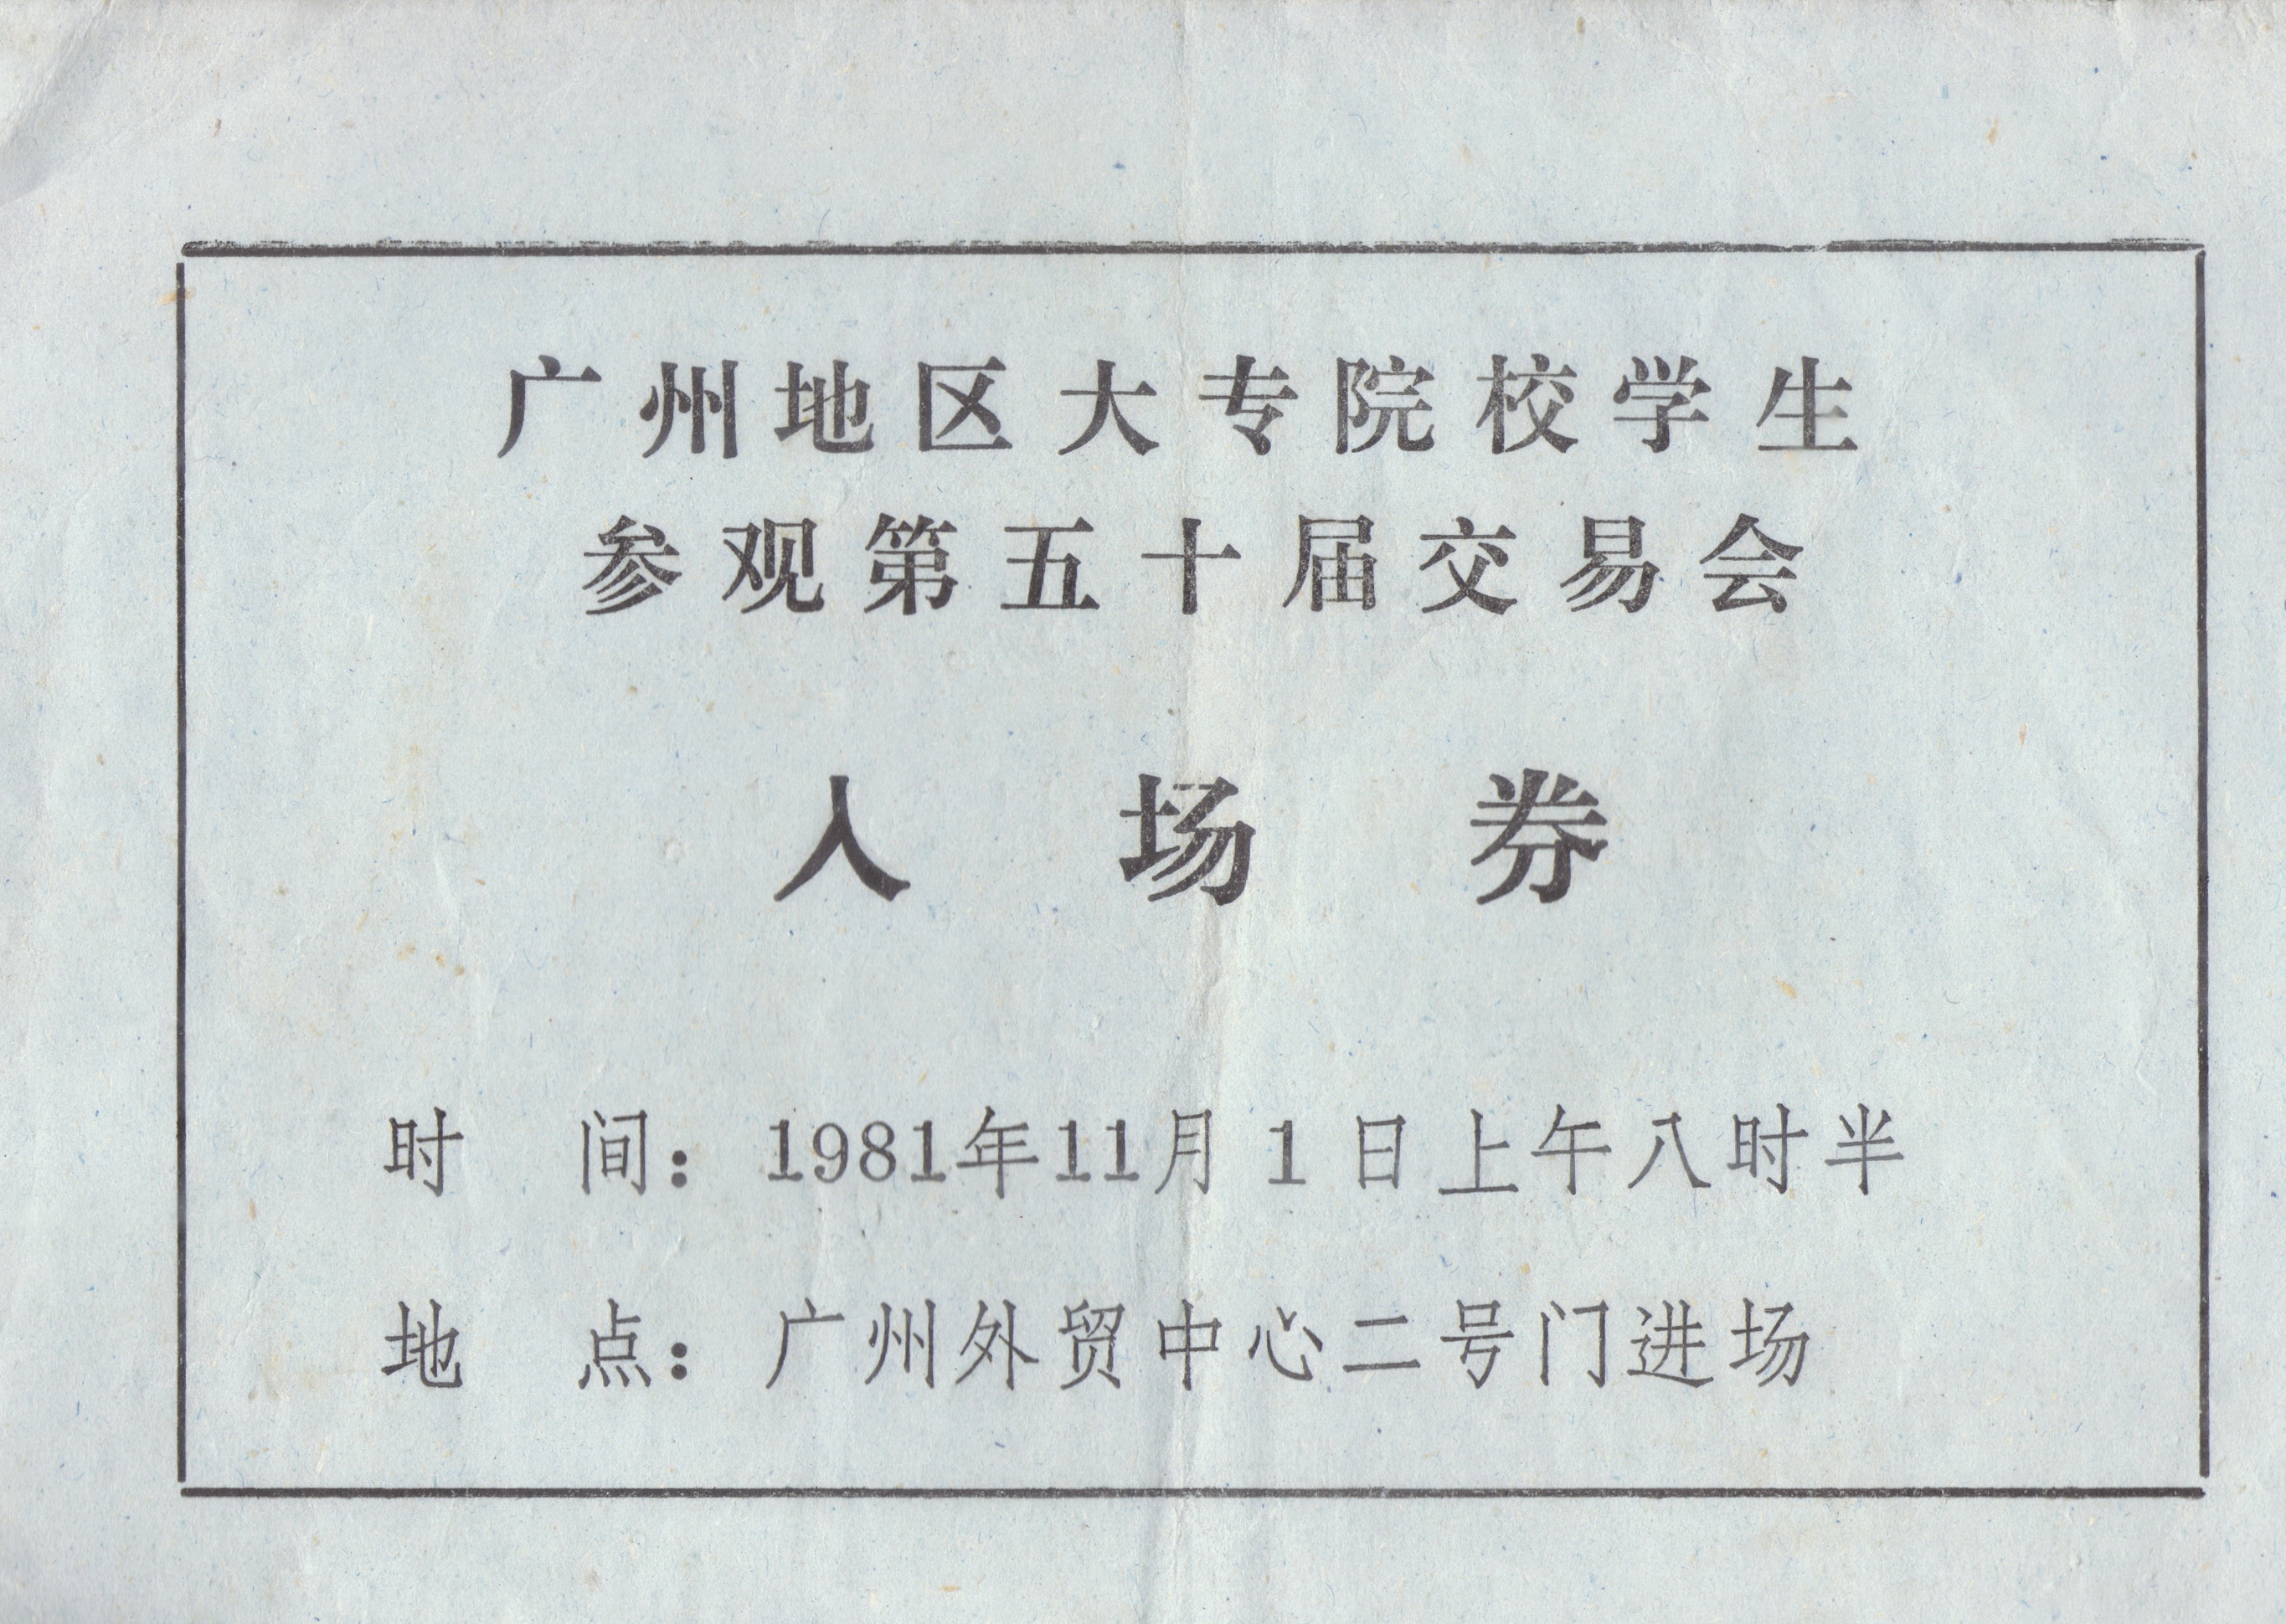 广州地区大专院校学生
参观第五十届交易会
入场券
时间：1981年11月1日上午八时半
地点：广州外贸中心二号门进场